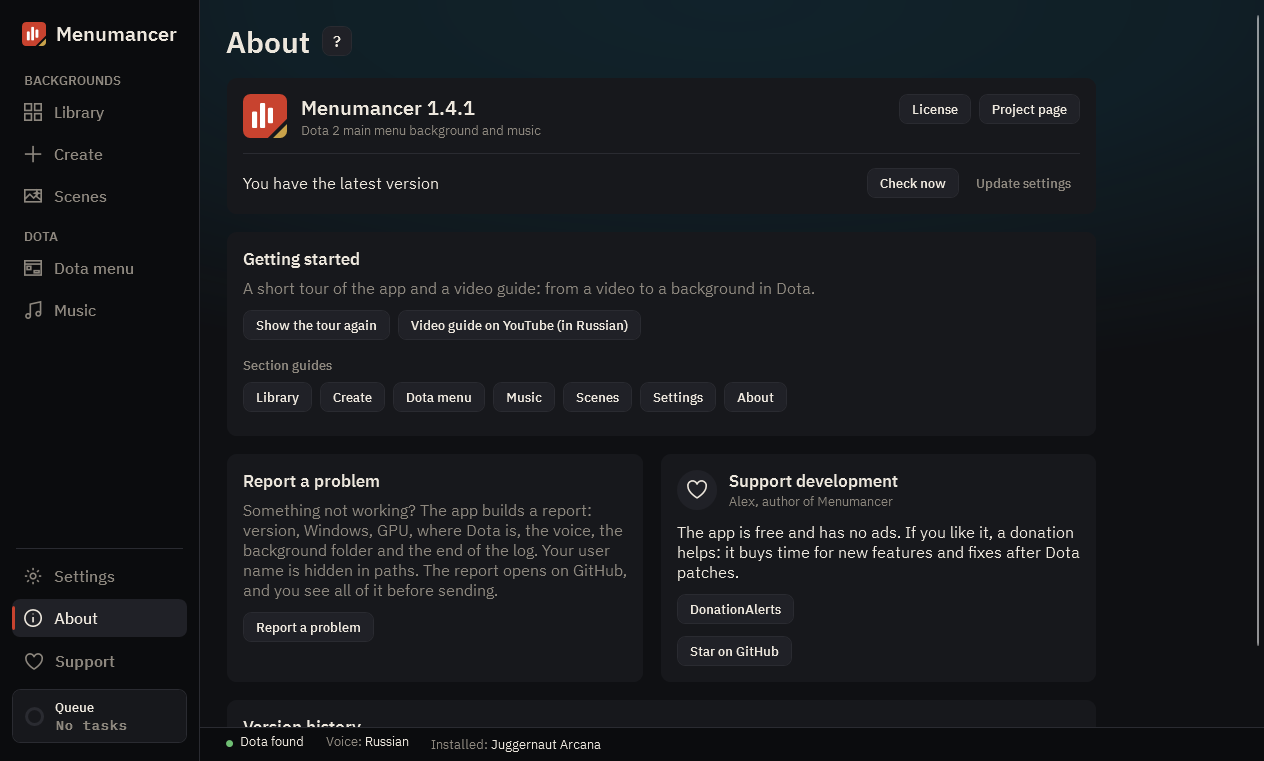 Menumancer
BACKGROUNDS
Library
Create
Scenes
DOTA
Dota menu
Music
Settings
About
Support
Queue
No tasks
About
?
Menumancer 1.4.1
Dota 2 main menu background and music
License
Project page
You have the latest version
Check now
Update settings
Getting started
A short tour of the app and a video guide: from a video to a background in Dota.
Show the tour again
Video guide on YouTube (in Russian)
Section guides
Library
Create
Dota menu
Music
Scenes
Settings
About
Report a problem
Something not working? The app builds a report:
version, Windows, GPU, where Dota is, the voice, the
background folder and the end of the log. Your user
name is hidden in paths. The report opens on GitHub,
and you see all of it before sending.
Report a problem
Support development
Alex, author of Menumancer
The app is free and has no ads. If you like it, a donation
helps: it buys time for new features and fixes after Dota
patches.
DonationAlerts
Star on GitHub
Version history
Dota found
Voice: Russian
Installed: Juggernaut Arcana